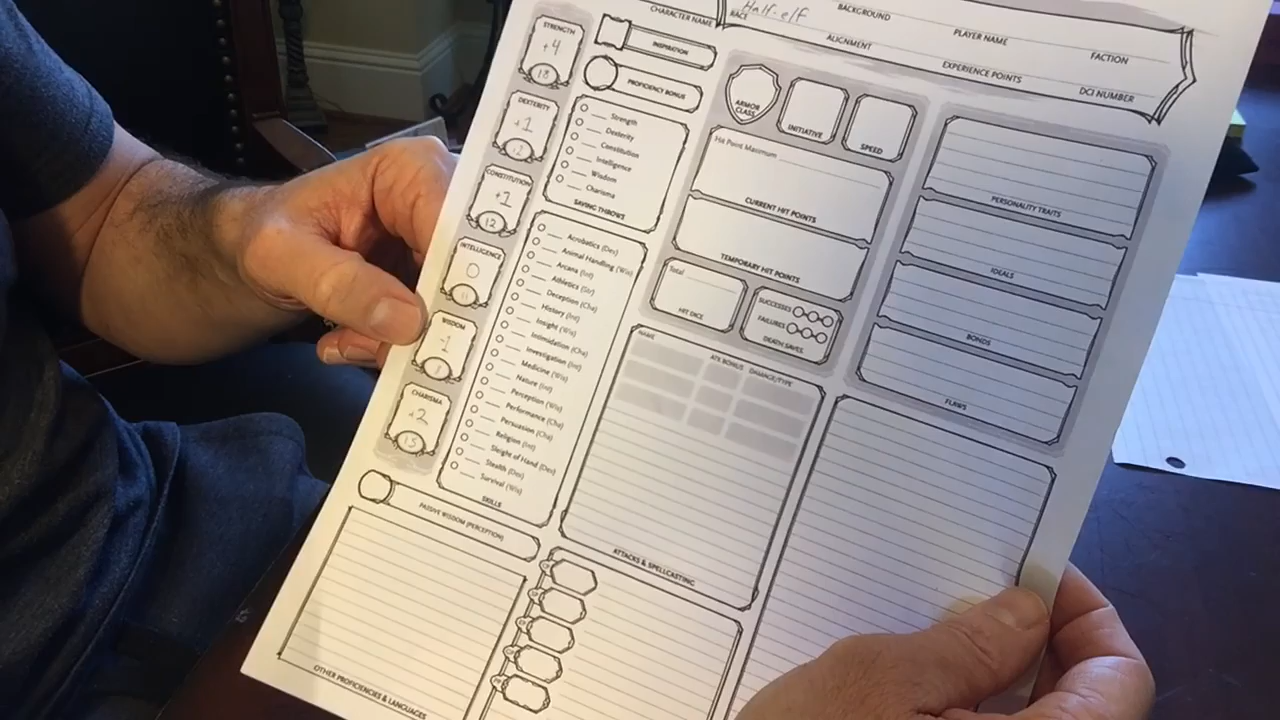 CHARACTER NAME
Half-elf
RACE
BACKGROUND
PLAYER NAME
FACTION
ALIGNMENT
EXPERIENCE POINTS
DCI NUMBER
STRENGTH
+4
18
DEXTERITY
+1
CONSTITUTION
+1
12
INTELLIGENCE
0
WISDOM
-1
CHARISMA
+2
15
INSPIRATION
PROFICIENCY BONUS
Strength
Dexterity
Constitution
Intelligence
Wisdom
Charisma
SAVING THROWS
Acrobatics (Dex)
Animal Handling (Wis)
Arcana (Int)
Athletics (Str)
Deception (Cha)
History (Int)
Insight (Wis)
Intimidation (Cha)
Investigation (Int)
Medicine (Wis)
Nature (Int)
Perception (Wis)
Performance (Cha)
Persuasion (Cha)
Religion (Int)
Sleight of Hand (Dex)
Stealth (Dex)
Survival (Wis)
SKILLS
PASSIVE WISDOM (PERCEPTION)
OTHER PROFICIENCIES & LANGUAGES
ARMOR
CLASS
INITIATIVE
SPEED
Hit Point Maximum
CURRENT HIT POINTS
TEMPORARY HIT POINTS
Total
HIT DICE
SUCCESSES
FAILURES
DEATH SAVES
NAME
ATK BONUS
DAMAGE/TYPE
ATTACKS & SPELLCASTING
PERSONALITY TRAITS
IDEALS
BONDS
FLAWS